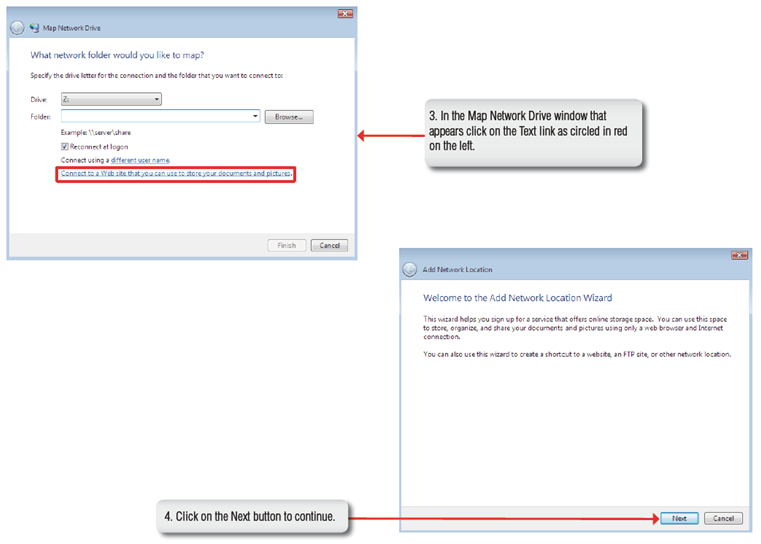 Map Network Drive
What network folder would you like to map?
Specify the drive letter for the connection and the folder that you want to connect to:
Drive: Z:
Folder: Browse...
Example: \\server\share
Reconnect at logon
Connect using a different user name.
Connect to a Web site that you can use to store your documents and pictures.
Finish Cancel
3. In the Map Network Drive window that
appears click on the Text link as circled in red
on the left.
Add Network Location
Welcome to the Add Network Location Wizard
This wizard helps you sign up for a service that offers online storage space. You can use this space
to store, organize, and share your documents and pictures using only a web browser and Internet
connection.
You can also use this wizard to create a shortcut to a website, an FTP site, or other network location.
4. Click on the Next button to continue.
Next Cancel